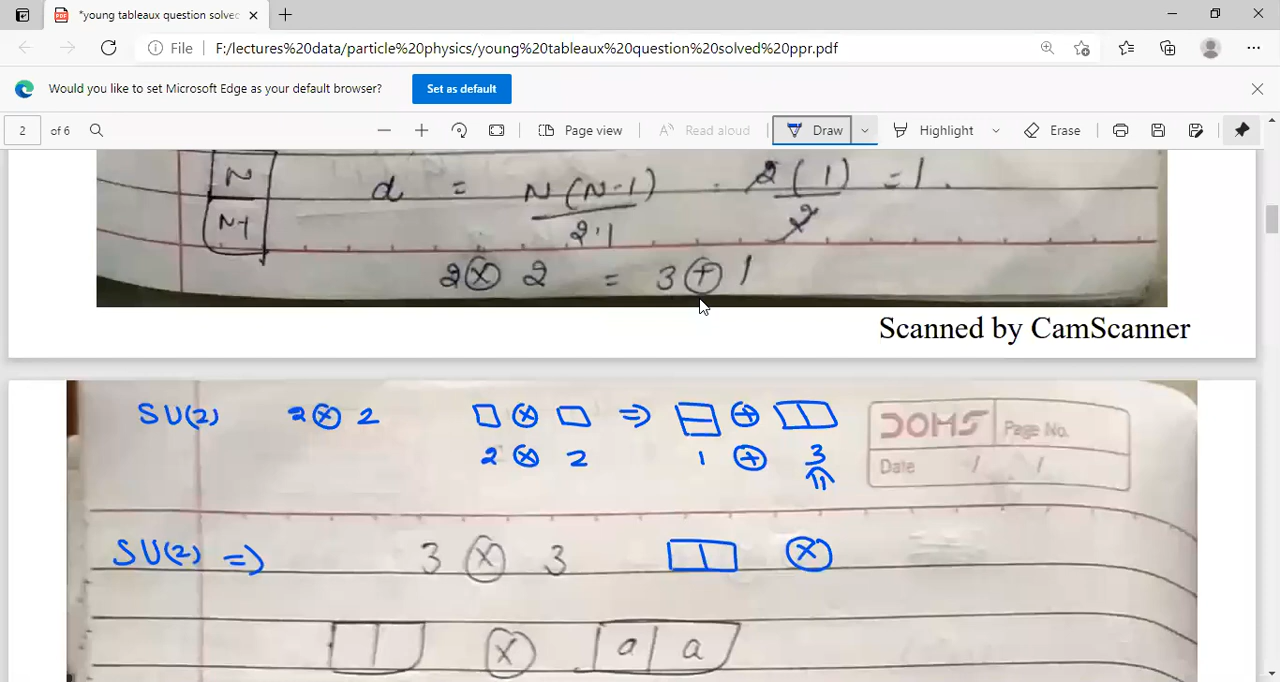 *young tableaux question solved
File F:/lectures%20data/particle%20physics/young%20tableaux%20question%20solved%20ppr.pdf
Would you like to set Microsoft Edge as your default browser? Set as default
2 of 6 Page view Read aloud Draw Highlight Erase
N d = N(N-1) 2(1) = 1.
N-1 2·1 2
2 ⊗ 2 = 3 ⊕ 1
Scanned by CamScanner
SU(2) 2 ⊗ 2 ⊗ ⇒ ⊕
2 ⊗ 2 1 ⊕ 3
DOMS Page No.
Date / /
SU(2) ⇒ 3 ⊗ 3 ⊗
⊗ a a